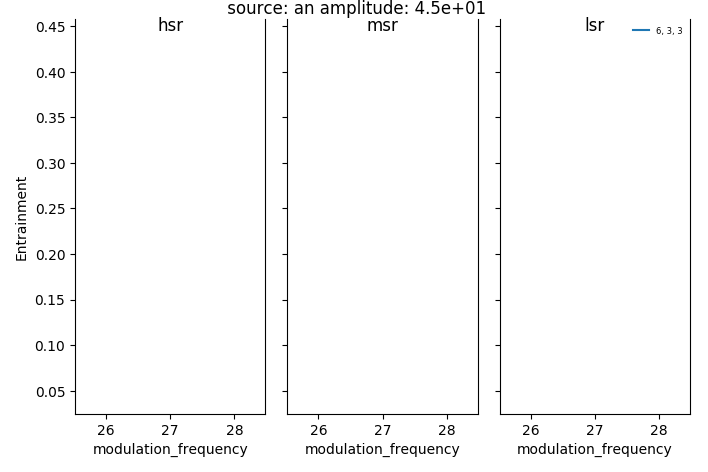 source: an amplitude: 4.5e+01
hsr
msr
lsr
6, 3, 3
Entrainment
0.45
0.40
0.35
0.30
0.25
0.20
0.15
0.10
0.05
26 27 28
26 27 28
26 27 28
modulation_frequency
modulation_frequency
modulation_frequency